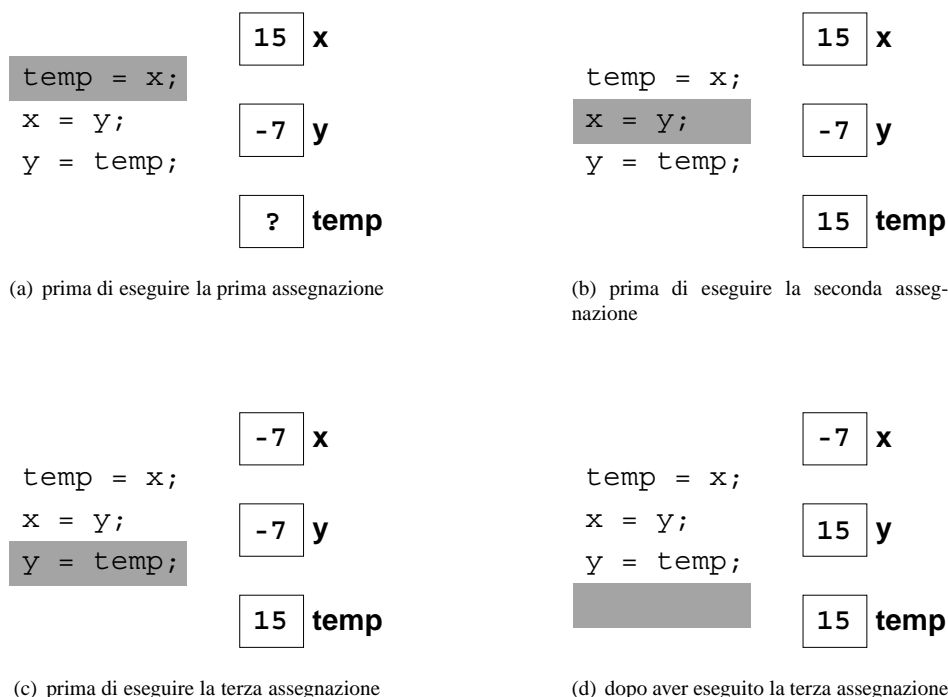 15 x
temp = x;
x = y;
-7 y
y = temp;
? temp
(a) prima di eseguire la prima assegnazione
15 x
temp = x;
x = y;
-7 y
y = temp;
15 temp
(b) prima di eseguire la seconda asseg-
nazione
-7 x
temp = x;
x = y;
-7 y
y = temp;
15 temp
(c) prima di eseguire la terza assegnazione
-7 x
temp = x;
x = y;
15 y
y = temp;
15 temp
(d) dopo aver eseguito la terza assegnazione